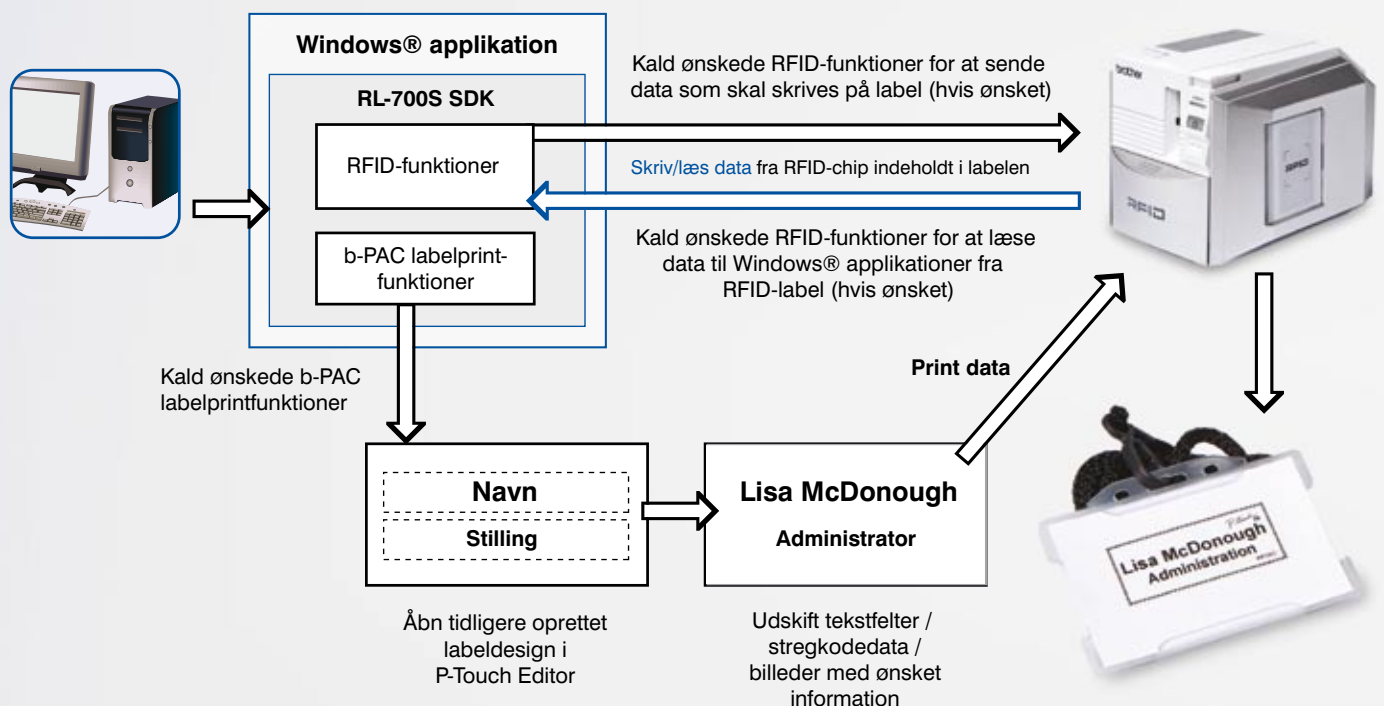 Windows® applikation
RL-700S SDK
RFID-funktioner
b-PAC labelprint-
funktioner
Kald ønskede RFID-funktioner for at sende
data som skal skrives på label (hvis ønsket)
Skriv/læs data fra RFID-chip indeholdt i labelen
Kald ønskede RFID-funktioner for at læse
data til Windows® applikationer fra
RFID-label (hvis ønsket)
brother
RFID
RFID
Kald ønskede b-PAC
labelprintfunktioner
Print data
Navn
Stilling
Lisa McDonough
Administrator
Åbn tidligere oprettet
labeldesign i
P-Touch Editor
Udskift tekstfelter /
stregkodedata /
billeder med ønsket
information
Lisa McDonough
Administration